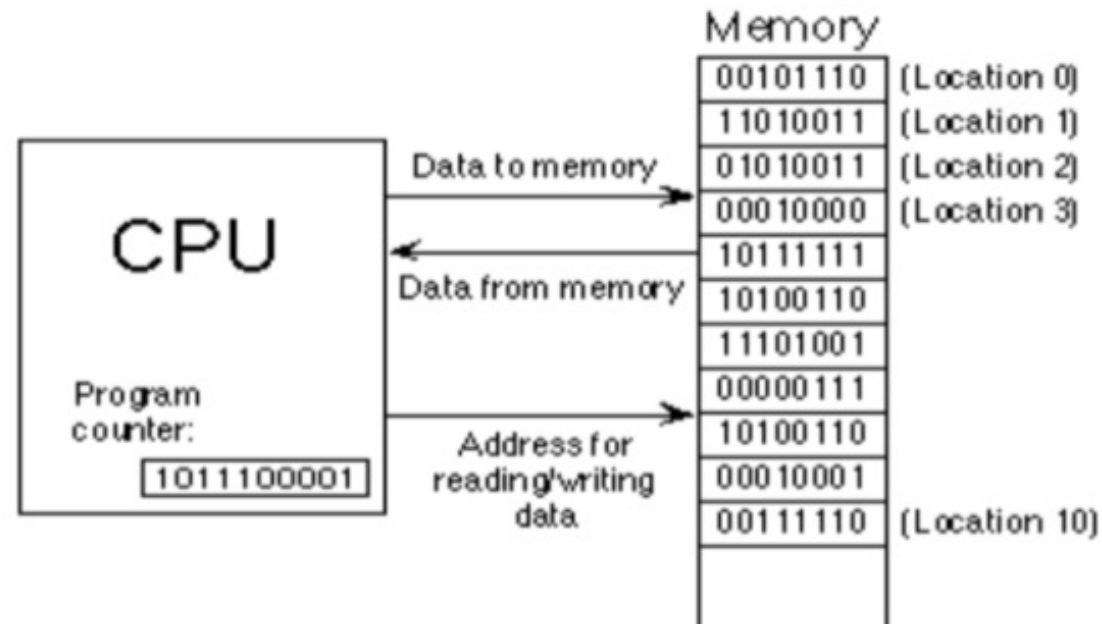 Memory
00101110 (Location 0)
11010011 (Location 1)
01010011 (Location 2)
00010000 (Location 3)
10111111
10100110
11101001
00000111
10100110
00010001
00111110 (Location 10)
CPU
Program
counter:
1011100001
Data to memory
Data from memory
Address for
reading/writing
data